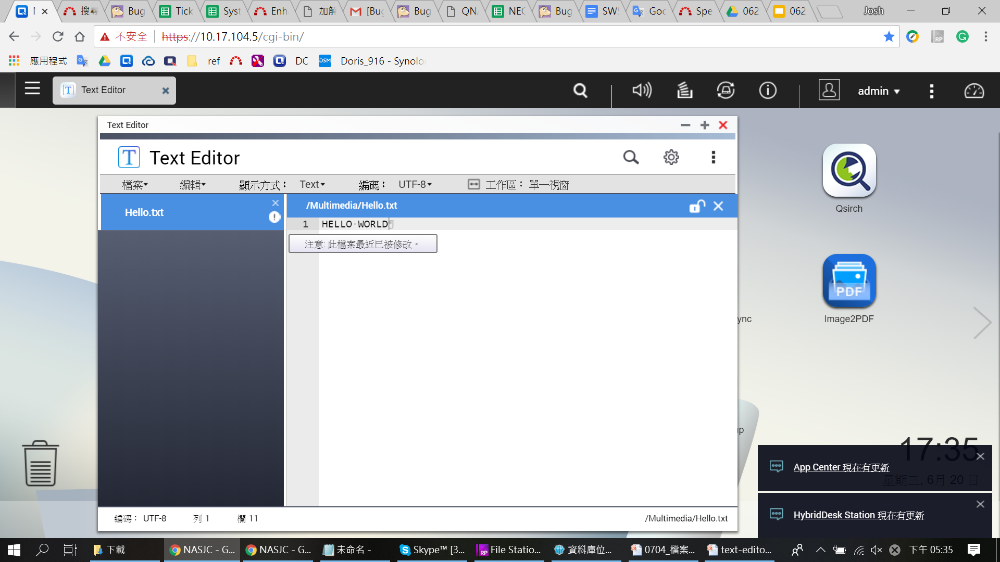 搜尋
Bug
Tick
Syst
Enh
加解
[Bug
Bug
QNA
NEC
Bug
SW
Goo
Spe
062
062
Josh
不安全
https://10.17.104.5/cgi-bin/
應用程式
ref
DC
DSM
Doris_916 - Synolo
Text Editor
admin
Text Editor
Text Editor
檔案
編輯
顯示方式：
Text
編碼：
UTF-8
工作區： 單一視窗
Hello.txt
/Multimedia/Hello.txt
1 HELLO WORLD
注意: 此檔案最近已被修改。
Qsirch
PDF
Image2PDF
ync
up
17:35
星期三, 6月 20 日
App Center 現在有更新
HybridDesk Station 現在有更新
編碼： UTF-8
列 1
欄 11
/Multimedia/Hello.txt
下載
NASJC - G...
NASJC - G...
未命名 -
Skype™ [3...
RP
File Statio...
資料庫位...
0704_檔案...
text-edito...
下午 05:35